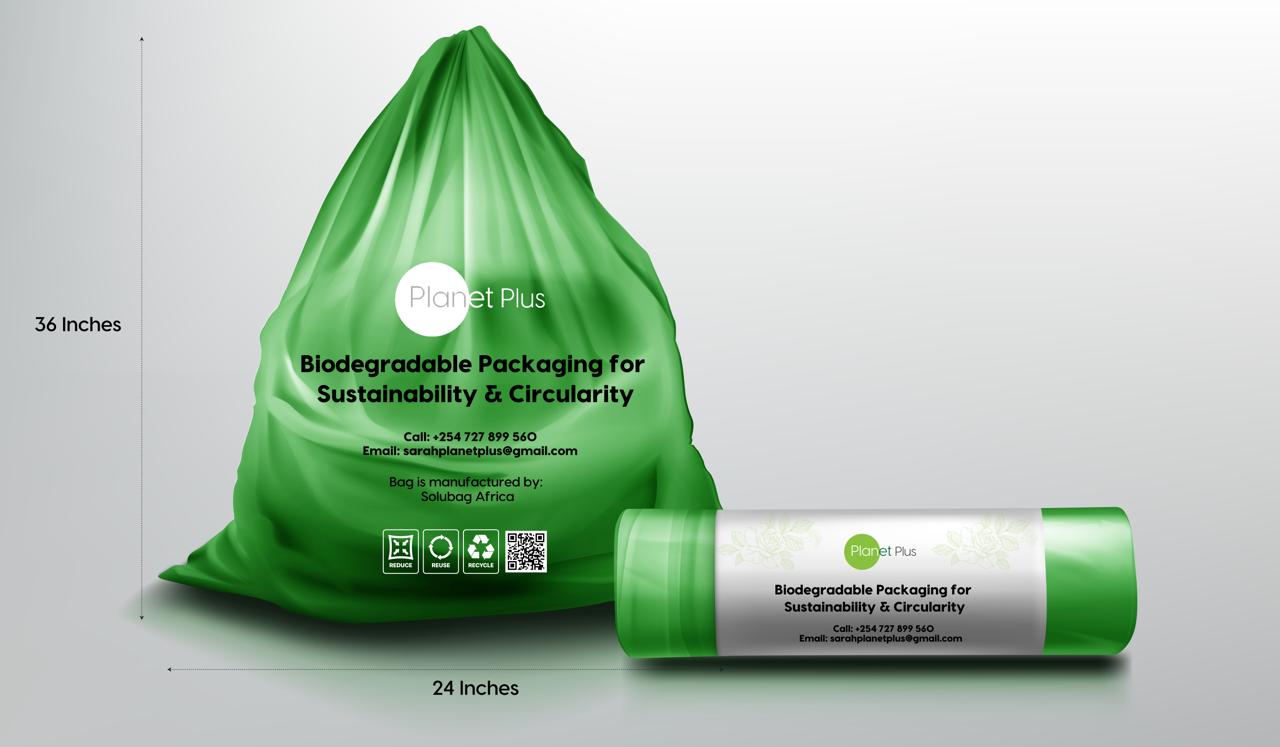 36 Inches
Planet Plus
Biodegradable Packaging for
Sustainability & Circularity
Call: +254 727 899 560
Email: sarahplanetplus@gmail.com
Bag is manufactured by:
Solubag Africa
REDUCE
REUSE
RECYCLE
Planet Plus
Biodegradable Packaging for
Sustainability & Circularity
Call: +254 727 899 560
Email: sarahplanetplus@gmail.com
24 Inches